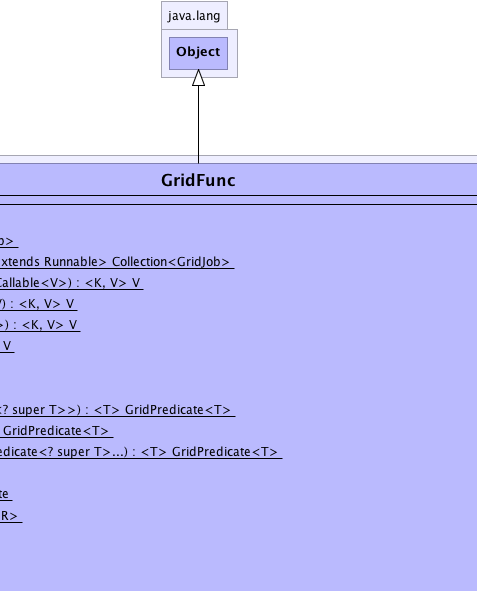 java.lang
Object
GridFunc
b>
xtends Runnable> Collection<GridJob>
Callable<V>) : <K, V> V
V) : <K, V> V
>) : <K, V> V
V
<? super T>>) : <T> GridPredicate<T>
GridPredicate<T>
edicate<? super T>...) : <T> GridPredicate<T>
te
R>